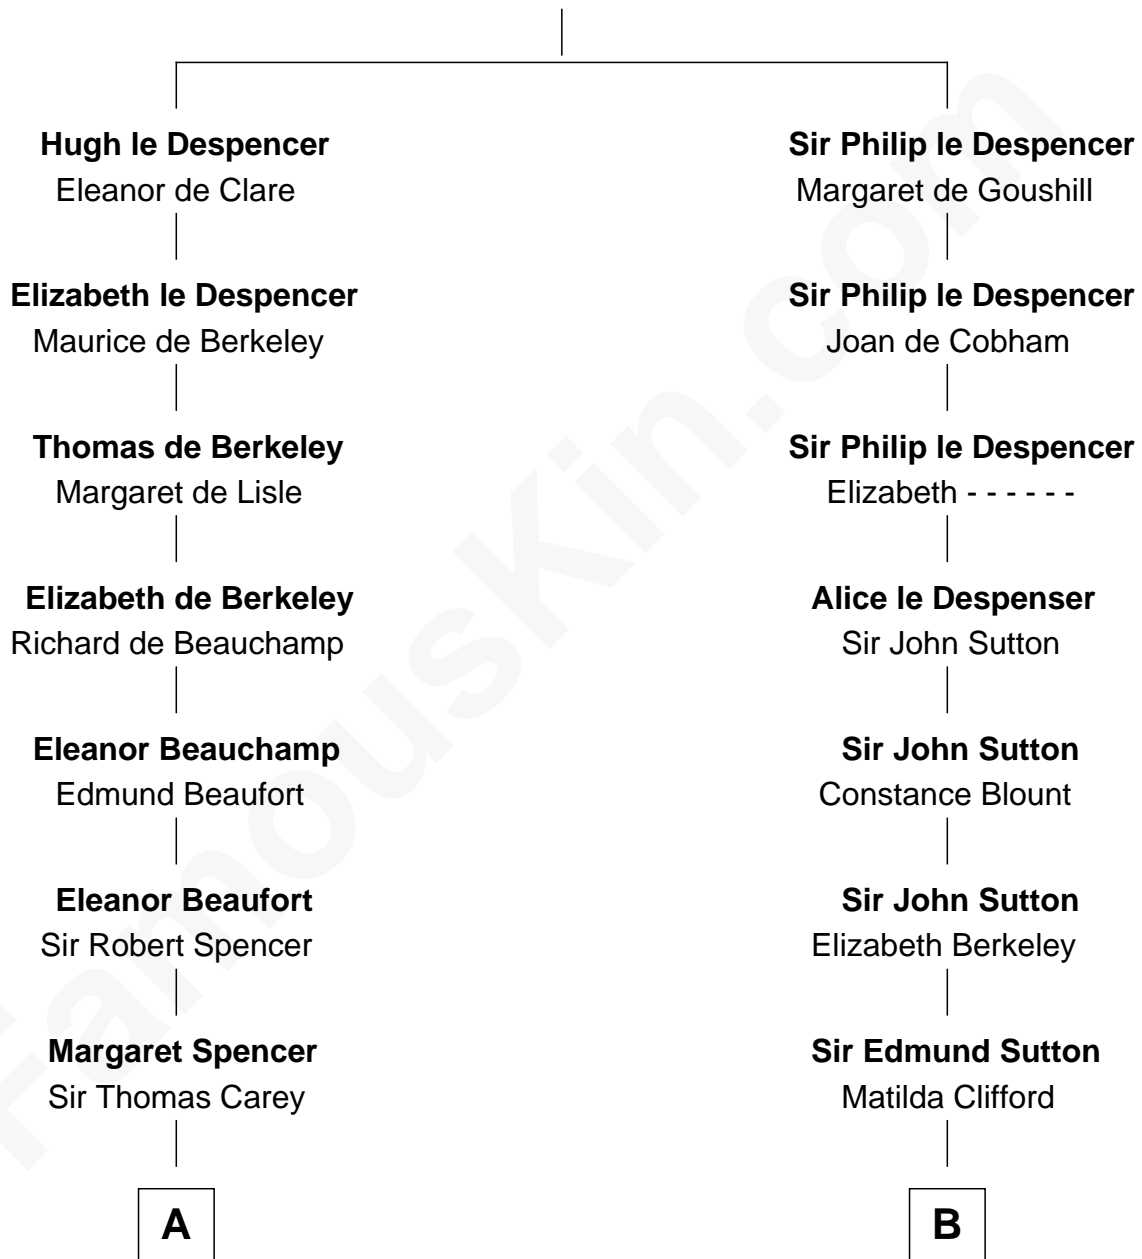 Hugh le Despencer
Eleanor de Clare
Elizabeth le Despencer
Maurice de Berkeley
Thomas de Berkeley
Margaret de Lisle
Elizabeth de Berkeley
Richard de Beauchamp
Eleanor Beauchamp
Edmund Beaufort
Eleanor Beaufort
Sir Robert Spencer
Margaret Spencer
Sir Thomas Carey
A
Sir Philip le Despencer
Margaret de Goushill
Sir Philip le Despencer
Joan de Cobham
Sir Philip le Despencer
Elizabeth - - - - - -
Alice le Despenser
Sir John Sutton
Sir John Sutton
Constance Blount
Sir John Sutton
Elizabeth Berkeley
Sir Edmund Sutton
Matilda Clifford
B
FamousKin.com